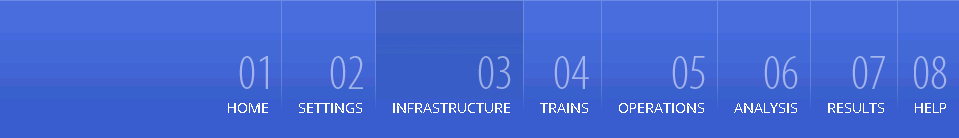 01 02 03 04 05 06 07 08
HOME SETTINGS INFRASTRUCTURE TRAINS OPERATIONS ANALYSIS RESULTS HELP